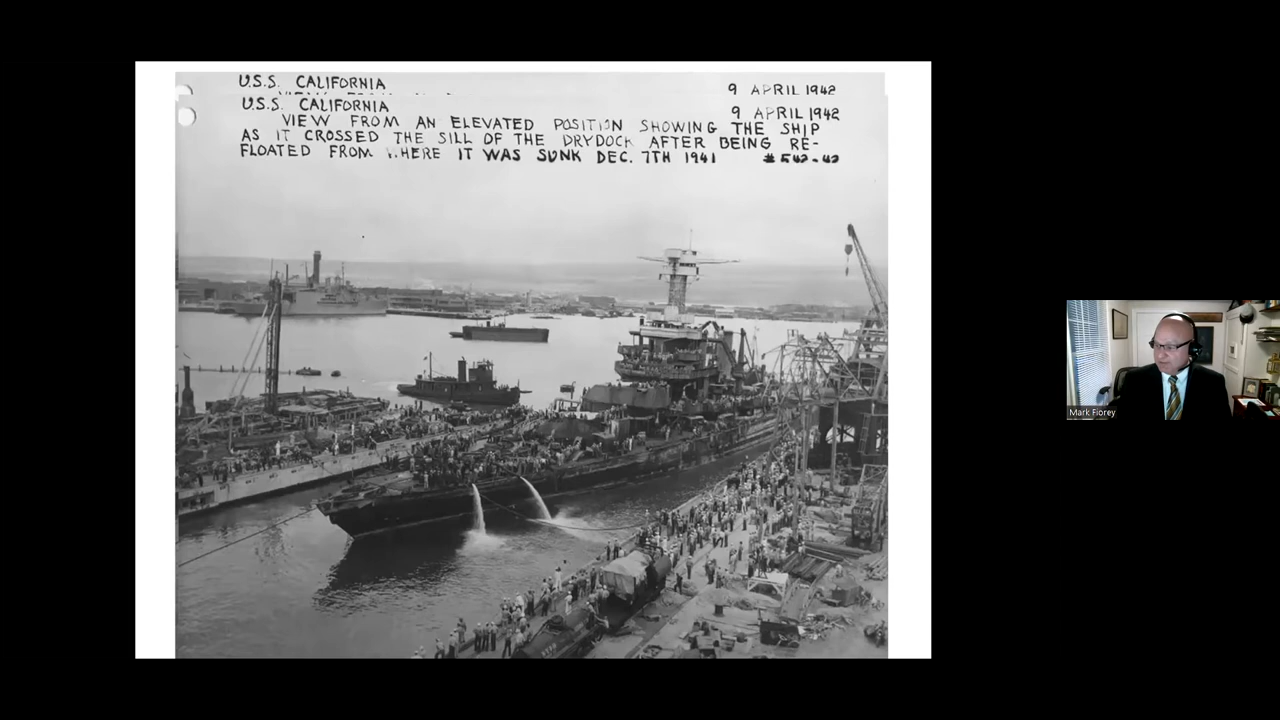 U.S.S. CALIFORNIA
9 APRIL 1942
U.S.S. CALIFORNIA
9 APRIL 1942
VIEW FROM AN ELEVATED POSITION SHOWING THE SHIP
AS IT CROSSED THE SILL OF THE DRYDOCK AFTER BEING RE-
FLOATED FROM WHERE IT WAS SUNK DEC. 7TH 1941
#542-42
Mark Fiorey